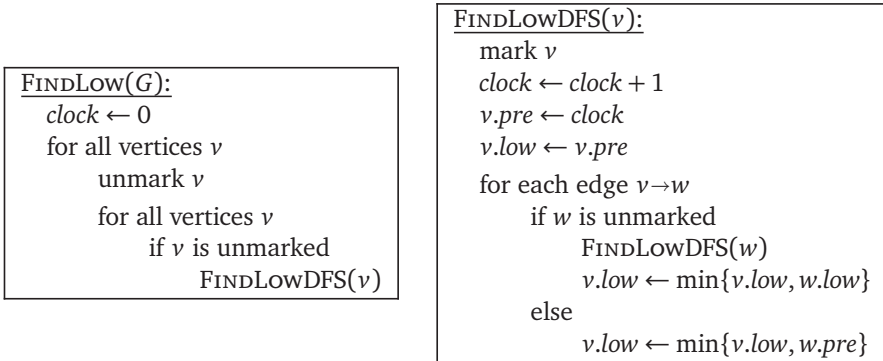 FINDLOW(G):
clock ← 0
for all vertices v
unmark v
for all vertices v
if v is unmarked
FINDLOWDFS(v)
FINDLOWDFS(v):
mark v
clock ← clock + 1
v.pre ← clock
v.low ← v.pre
for each edge v→w
if w is unmarked
FINDLOWDFS(w)
v.low ← min{v.low, w.low}
else
v.low ← min{v.low, w.pre}